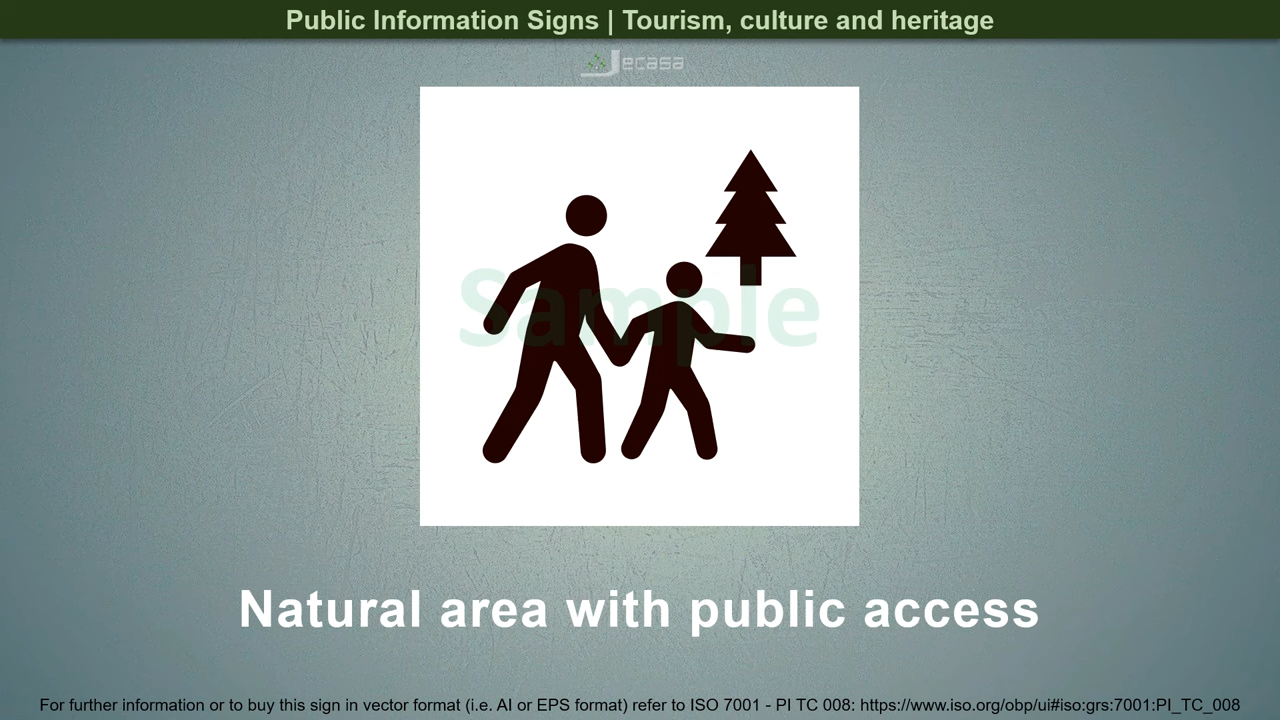 Public Information Signs | Tourism, culture and heritage
Jecasa
Sample
Natural area with public access
For further information or to buy this sign in vector format (i.e. AI or EPS format) refer to ISO 7001 - PI TC 008: https://www.iso.org/obp/ui#iso:grs:7001:PI_TC_008